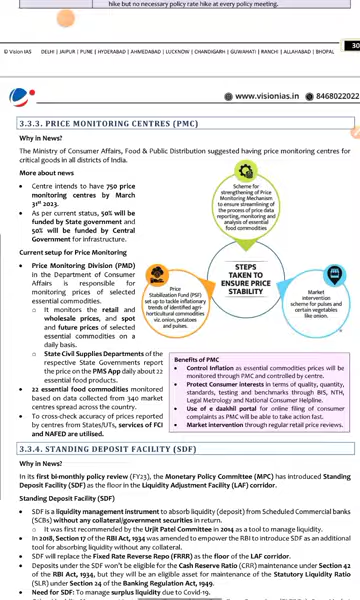 hike but no necessary policy rate hike at every policy meeting.
© Vision IAS DELHI | JAIPUR | PUNE | HYDERABAD | AHMEDABAD | LUCKNOW | CHANDIGARH | GUWAHATI | RANCHI | ALLAHABAD | BHOPAL
30
www.visionias.in 8468022022
3.3.3. PRICE MONITORING CENTRES (PMC)
Why in News?
The Ministry of Consumer Affairs, Food & Public Distribution suggested having price monitoring centres for
critical goods in all districts of India.
More about news
• Centre intends to have 750 price
monitoring centres by March
31st 2023.
• As per current status, 50% will be
funded by State government and
50% will be funded by Central
Government for infrastructure.
Current setup for Price Monitoring
• Price Monitoring Division (PMD)
in the Department of Consumer
Affairs is responsible for
monitoring prices of selected
essential commodities.
o It monitors the retail and
wholesale prices, and spot
and future prices of selected
essential commodities on a
daily basis.
o State Civil Supplies Departments of the
respective State Governments report
the price on the PMS App daily about 22
essential food products.
• 22 essential food commodities monitored
based on data collected from 340 market
centres spread across the country.
• To cross-check accuracy of prices reported
by centres from States/UTs, services of FCI
and NAFED are utilised.
Scheme for
strengthening of Price
Monitoring Mechanism
to ensure streamlining of
the process of price data
reporting, monitoring and
analysis of essential
food commodities
STEPS
TAKEN TO
ENSURE PRICE
STABILITY
Price
Stabilization Fund (PSF)
set up to tackle inflationary
trends of identified agri-
horticultural commodities
viz. onion, potatoes
and pulses.
Market
intervention
scheme for pulses and
certain vegetables
like onion.
Benefits of PMC
• Control Inflation as essential commodities prices will be
monitored through PMC and controlled by centre.
• Protect Consumer interests in terms of quality, quantity,
standards, testing and benchmarks through BIS, NTH,
Legal Metrology and National Consumer Helpline.
• Use of e daakhil portal for online filing of consumer
complaints as PMC will be able to take action fast.
• Market intervention through regular retail price reviews.
3.3.4. STANDING DEPOSIT FACILITY (SDF)
Why in News?
In its first bi-monthly policy review (FY23), the Monetary Policy Committee (MPC) has introduced Standing
Deposit Facility (SDF) as the floor in the Liquidity Adjustment Facility (LAF) corridor.
Standing Deposit Facility (SDF)
• SDF is a liquidity management instrument to absorb liquidity (deposit) from Scheduled commercial banks
(SCBs) without any collateral/government securities in return.
o It was first recommended by the Urjit Patel Committee in 2014 as a tool to manage liquidity.
• In 2018, Section 17 of the RBI Act, 1934 was amended to empower the RBI to introduce SDF as an additional
tool for absorbing liquidity without any collateral.
• SDF will replace the Fixed Rate Reverse Repo (FRRR) as the floor of the LAF corridor.
• Deposits under the SDF won't be eligible for the Cash Reserve Ratio (CRR) maintenance under Section 42
of the RBI Act, 1934, but they will be an eligible asset for maintenance of the Statutory Liquidity Ratio
(SLR) under Section 24 of the Banking Regulation Act, 1949.
• Need for SDF: To manage surplus liquidity due to Covid-19.